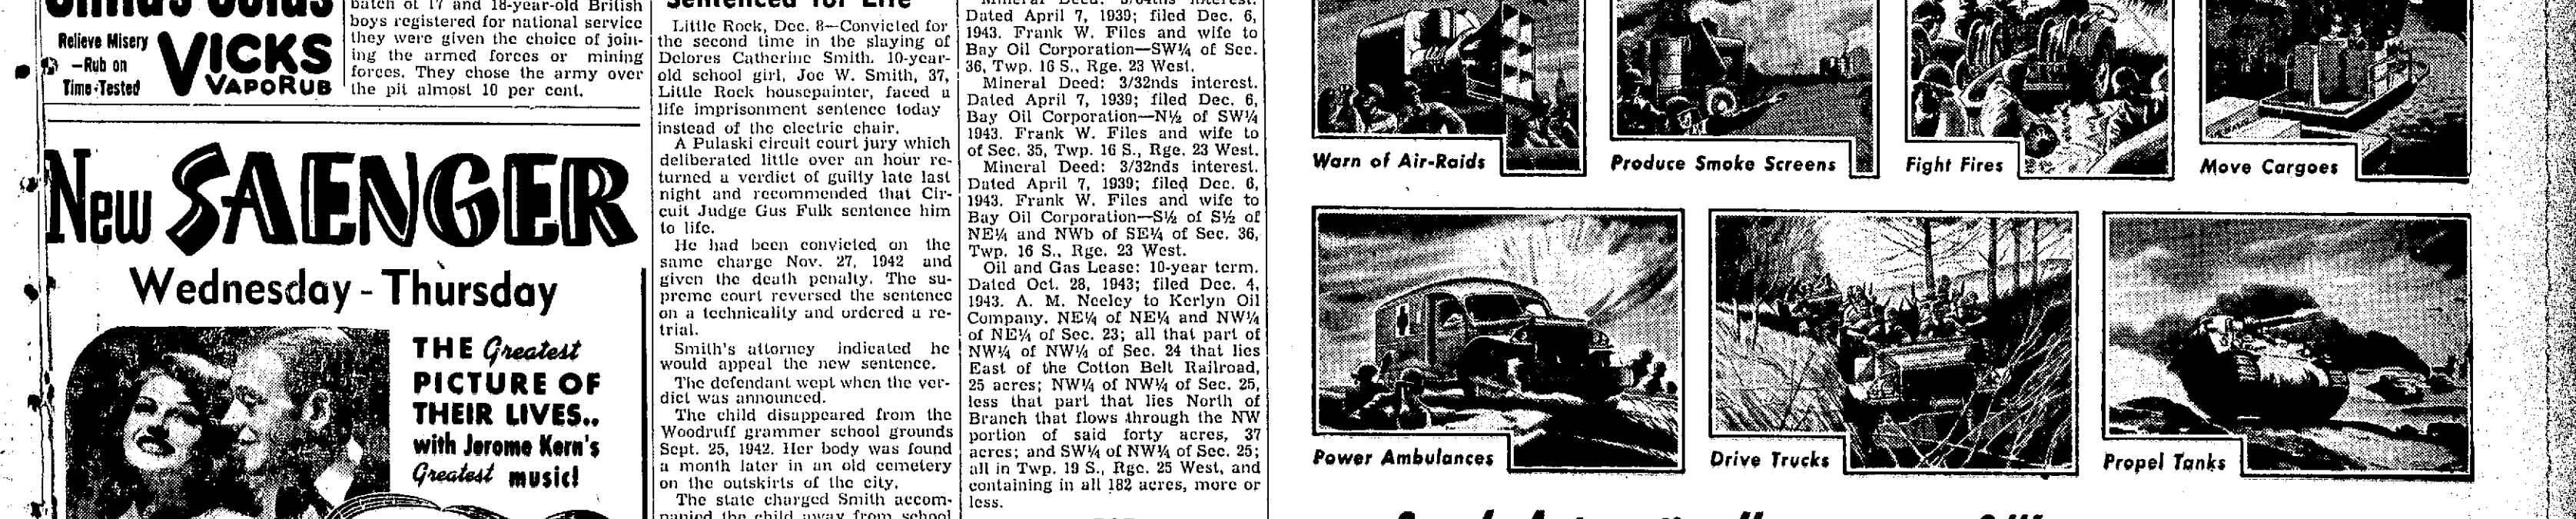 Relieve Misery
—Rub on
Time-Tested
VICKS
VAPORUB
batch of 17 and 18-year-old British
boys registered for national service
they were given the choice of join-
ing the armed forces or mining
forces. They chose the army over
the pit almost 10 per cent.
New SAENGER
Wednesday - Thursday
THE Greatest
PICTURE OF
THEIR LIVES..
with Jerome Kern's
Greatest music!
Sentenced for Life
Little Rock, Dec. 8—Convicted for
the second time in the slaying of
Delores Catherine Smith. 10-year-
old school girl, Joe W. Smith, 37,
Little Rock housepainter, faced a
life imprisonment sentence today
instead of the electric chair.
A Pulaski circuit court jury which
deliberated little over an hour re-
turned a verdict of guilty late last
night and recommended that Cir-
cuit Judge Gus Fulk sentence him
to life.
He had been convicted on the
same charge Nov. 27, 1942 and
given the death penalty. The su-
preme court reversed the sentence
on a technicality and ordered a re-
trial.
Smith's attorney indicated he
would appeal the new sentence.
The defendant wept when the ver-
dict was announced.
The child disappeared from the
Woodruff grammer school grounds
Sept. 25, 1942. Her body was found
a month later in an old cemetery
on the outskirts of the city.
The state charged Smith accom-
panied the child away from school
Dated April 7, 1939; filed Dec. 6,
1943. Frank W. Files and wife to
Bay Oil Corporation—SW¼ of Sec.
36, Twp. 16 S., Rge. 23 West.
Mineral Deed: 3/32nds interest.
Dated April 7, 1939; filed Dec. 6,
Bay Oil Corporation—N½ of SW¼
1943. Frank W. Files and wife to
of Sec. 35, Twp. 16 S., Rge. 23 West.
Mineral Deed: 3/32nds interest.
Dated April 7, 1939; filed Dec. 6,
1943. Frank W. Files and wife to
Bay Oil Corporation—S½ of S½ of
NE¼ and NWb of SE¼ of Sec. 36,
Twp. 16 S., Rge. 23 West.
Oil and Gas Lease: 10-year term.
Dated Oct. 28, 1943; filed Dec. 4,
1943. A. M. Neeley to Kerlyn Oil
Company. NE¼ of NE¼ and NW¼
of NE¼ of Sec. 23; all that part of
NW¼ of NW¼ of Sec. 24 that lies
East of the Cotton Belt Railroad,
25 acres; NW¼ of NW¼ of Sec. 25,
less that part that lies North of
Branch that flows through the NW
portion of said forty acres, 37
acres; and SW¼ of NW¼ of Sec. 25;
all in Twp. 19 S., Rge. 25 West, and
containing in all 182 acres, more or
less.
Warn of Air-Raids
Produce Smoke Screens
Fight Fires
Move Cargoes
Power Ambulances
Drive Trucks
Propel Tanks